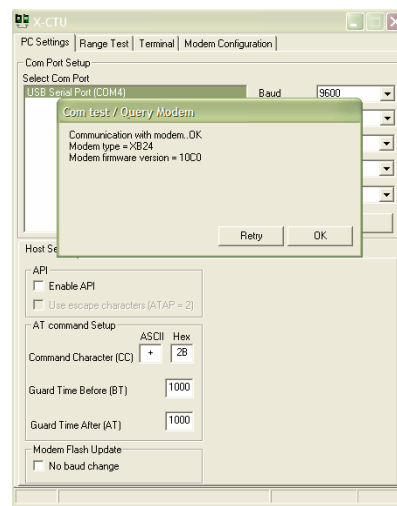 X-CTU
PC Settings Range Test Terminal Modem Configuration
Com Port Setup
Select Com Port
USB Serial Port (COM4) Baud 9600
Com test / Query Modem
Communication with modem..OK
Modem type = XB24
Modem firmware version = 10C0
Retry OK
Host Se
API
Enable API
Use escape characters (ATAP = 2)
AT command Setup
ASCII Hex
Command Character (CC) + 2B
Guard Time Before (BT) 1000
Guard Time After (AT) 1000
Modem Flash Update
No baud change